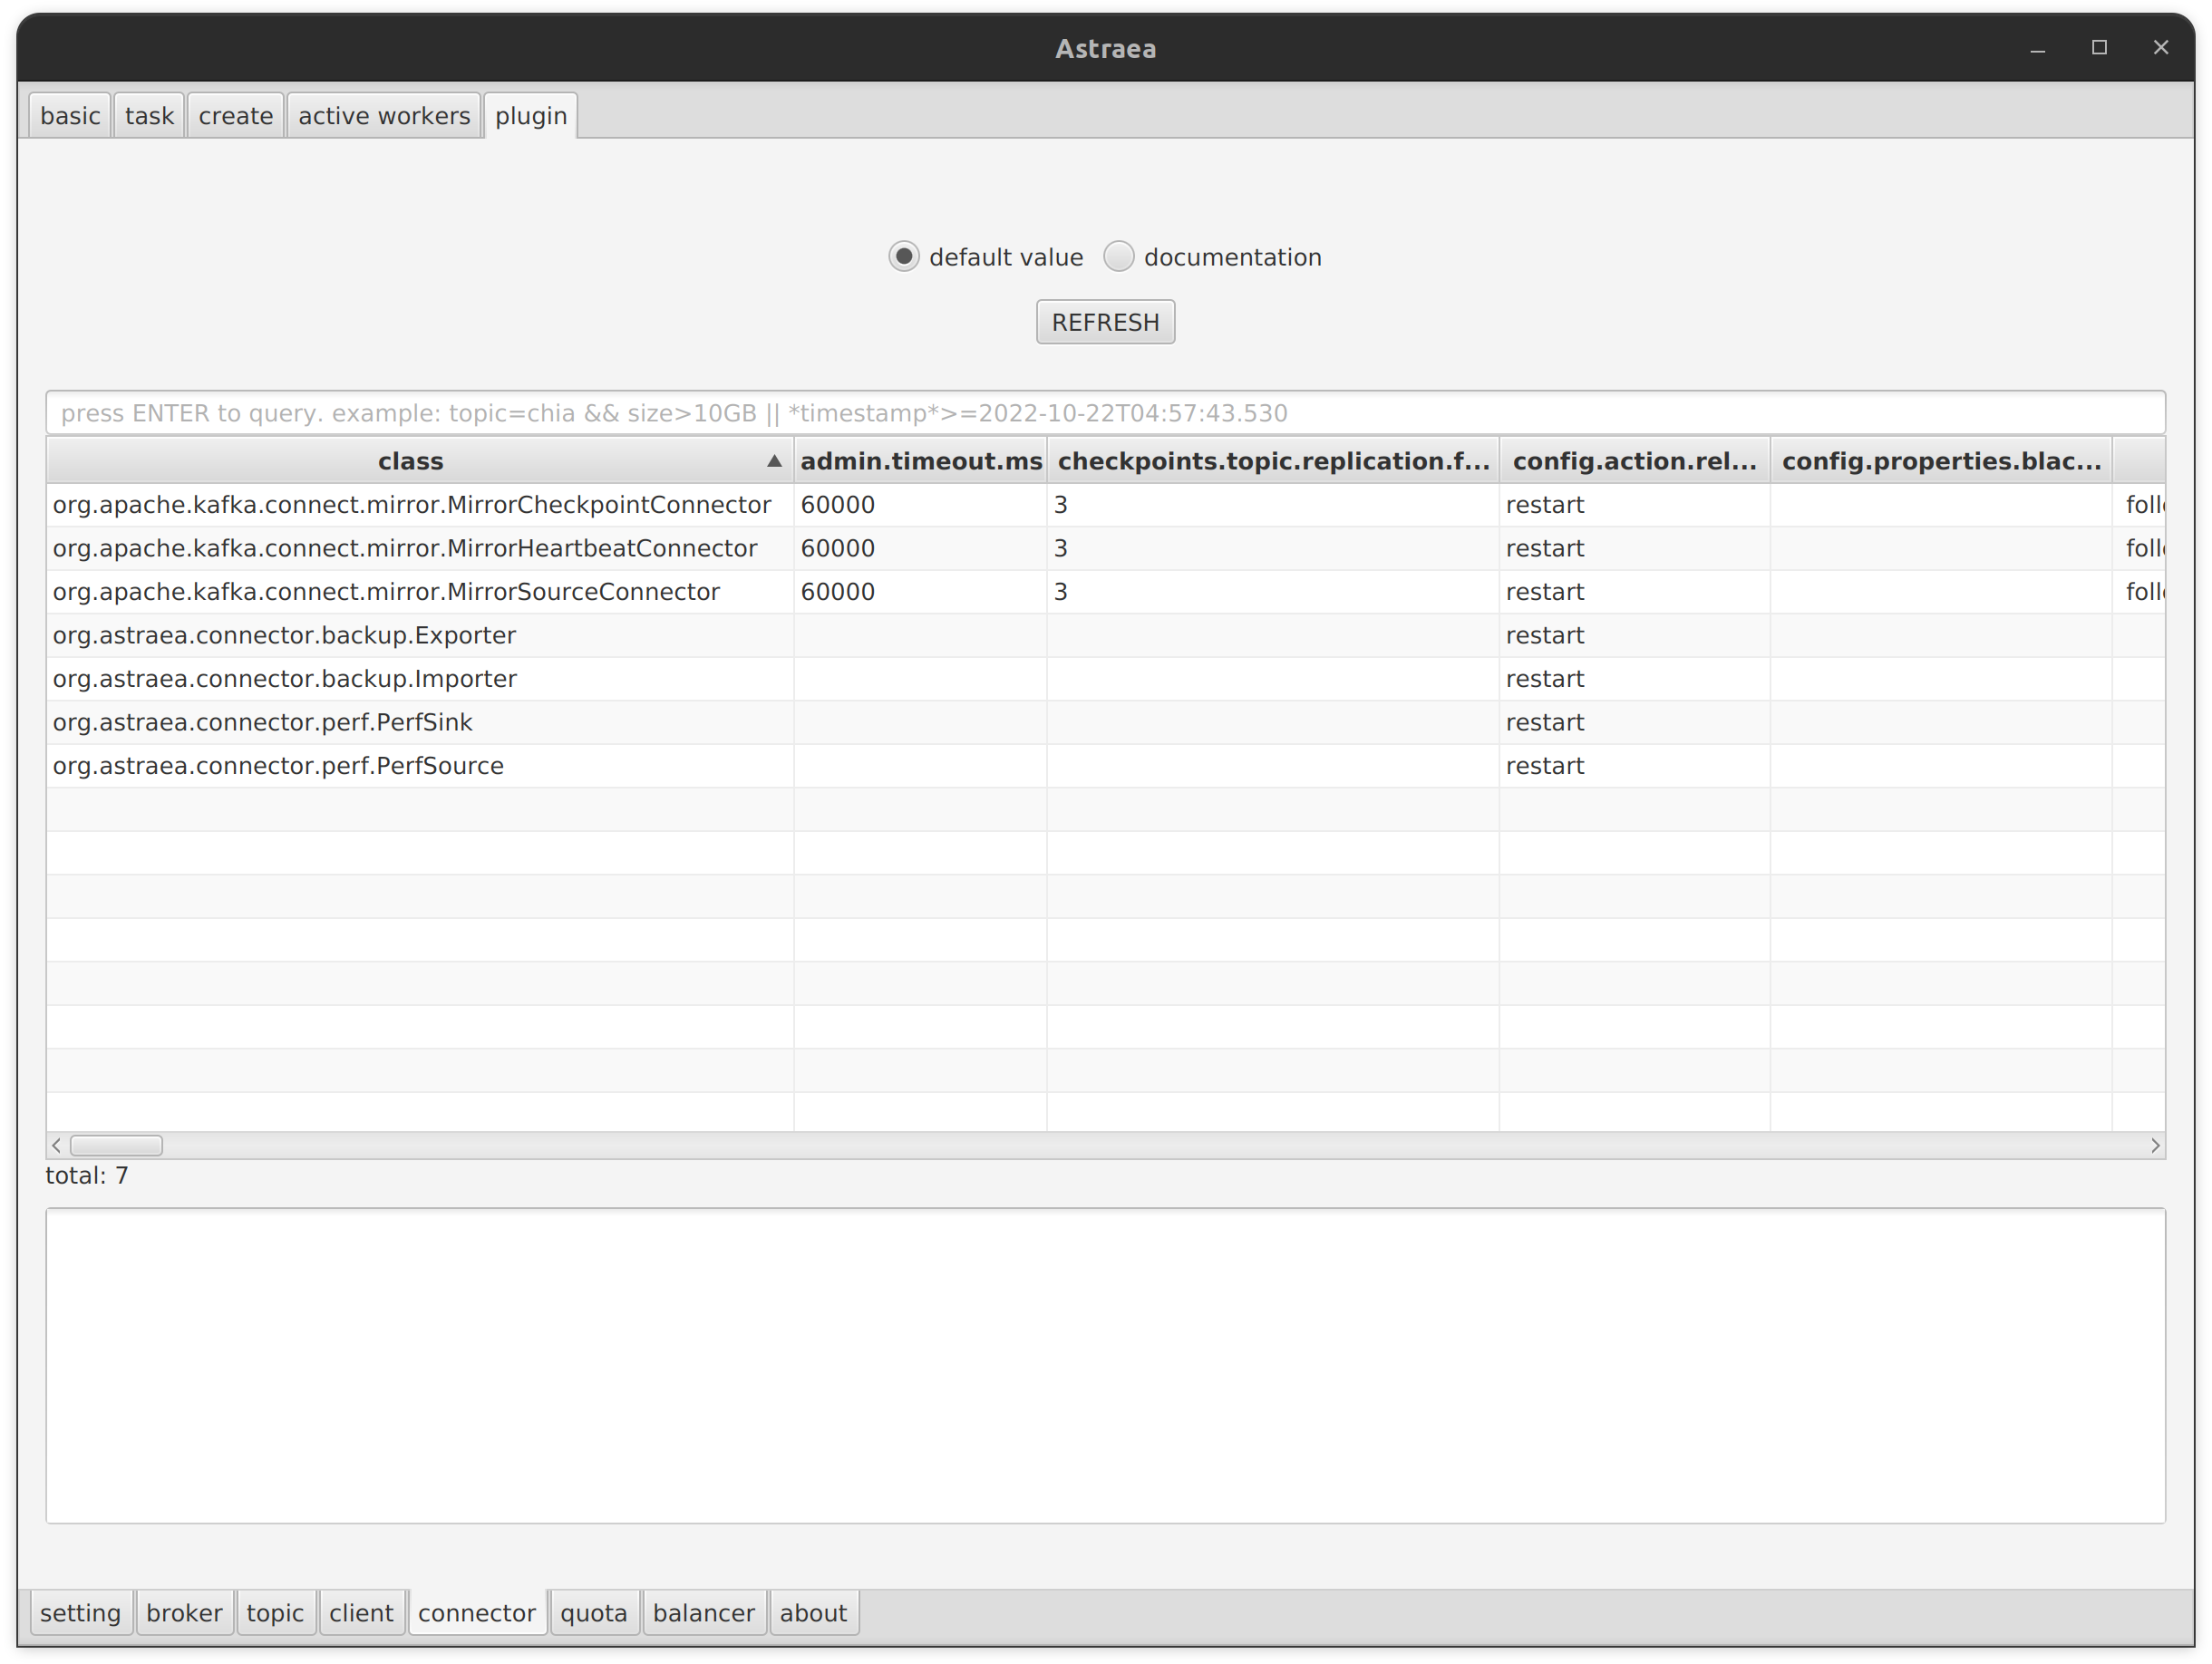 Astraea
basic task create active workers plugin
default value documentation
REFRESH
press ENTER to query. example: topic=chia && size>10GB || *timestamp*>=2022-10-22T04:57:43.530
class admin.timeout.ms checkpoints.topic.replication.f... config.action.rel... config.properties.blac...
org.apache.kafka.connect.mirror.MirrorCheckpointConnector 60000 3 restart
org.apache.kafka.connect.mirror.MirrorHeartbeatConnector 60000 3 restart
org.apache.kafka.connect.mirror.MirrorSourceConnector 60000 3 restart
org.astraea.connector.backup.Exporter restart
org.astraea.connector.backup.Importer restart
org.astraea.connector.perf.PerfSink restart
org.astraea.connector.perf.PerfSource restart
total: 7
setting broker topic client connector quota balancer about